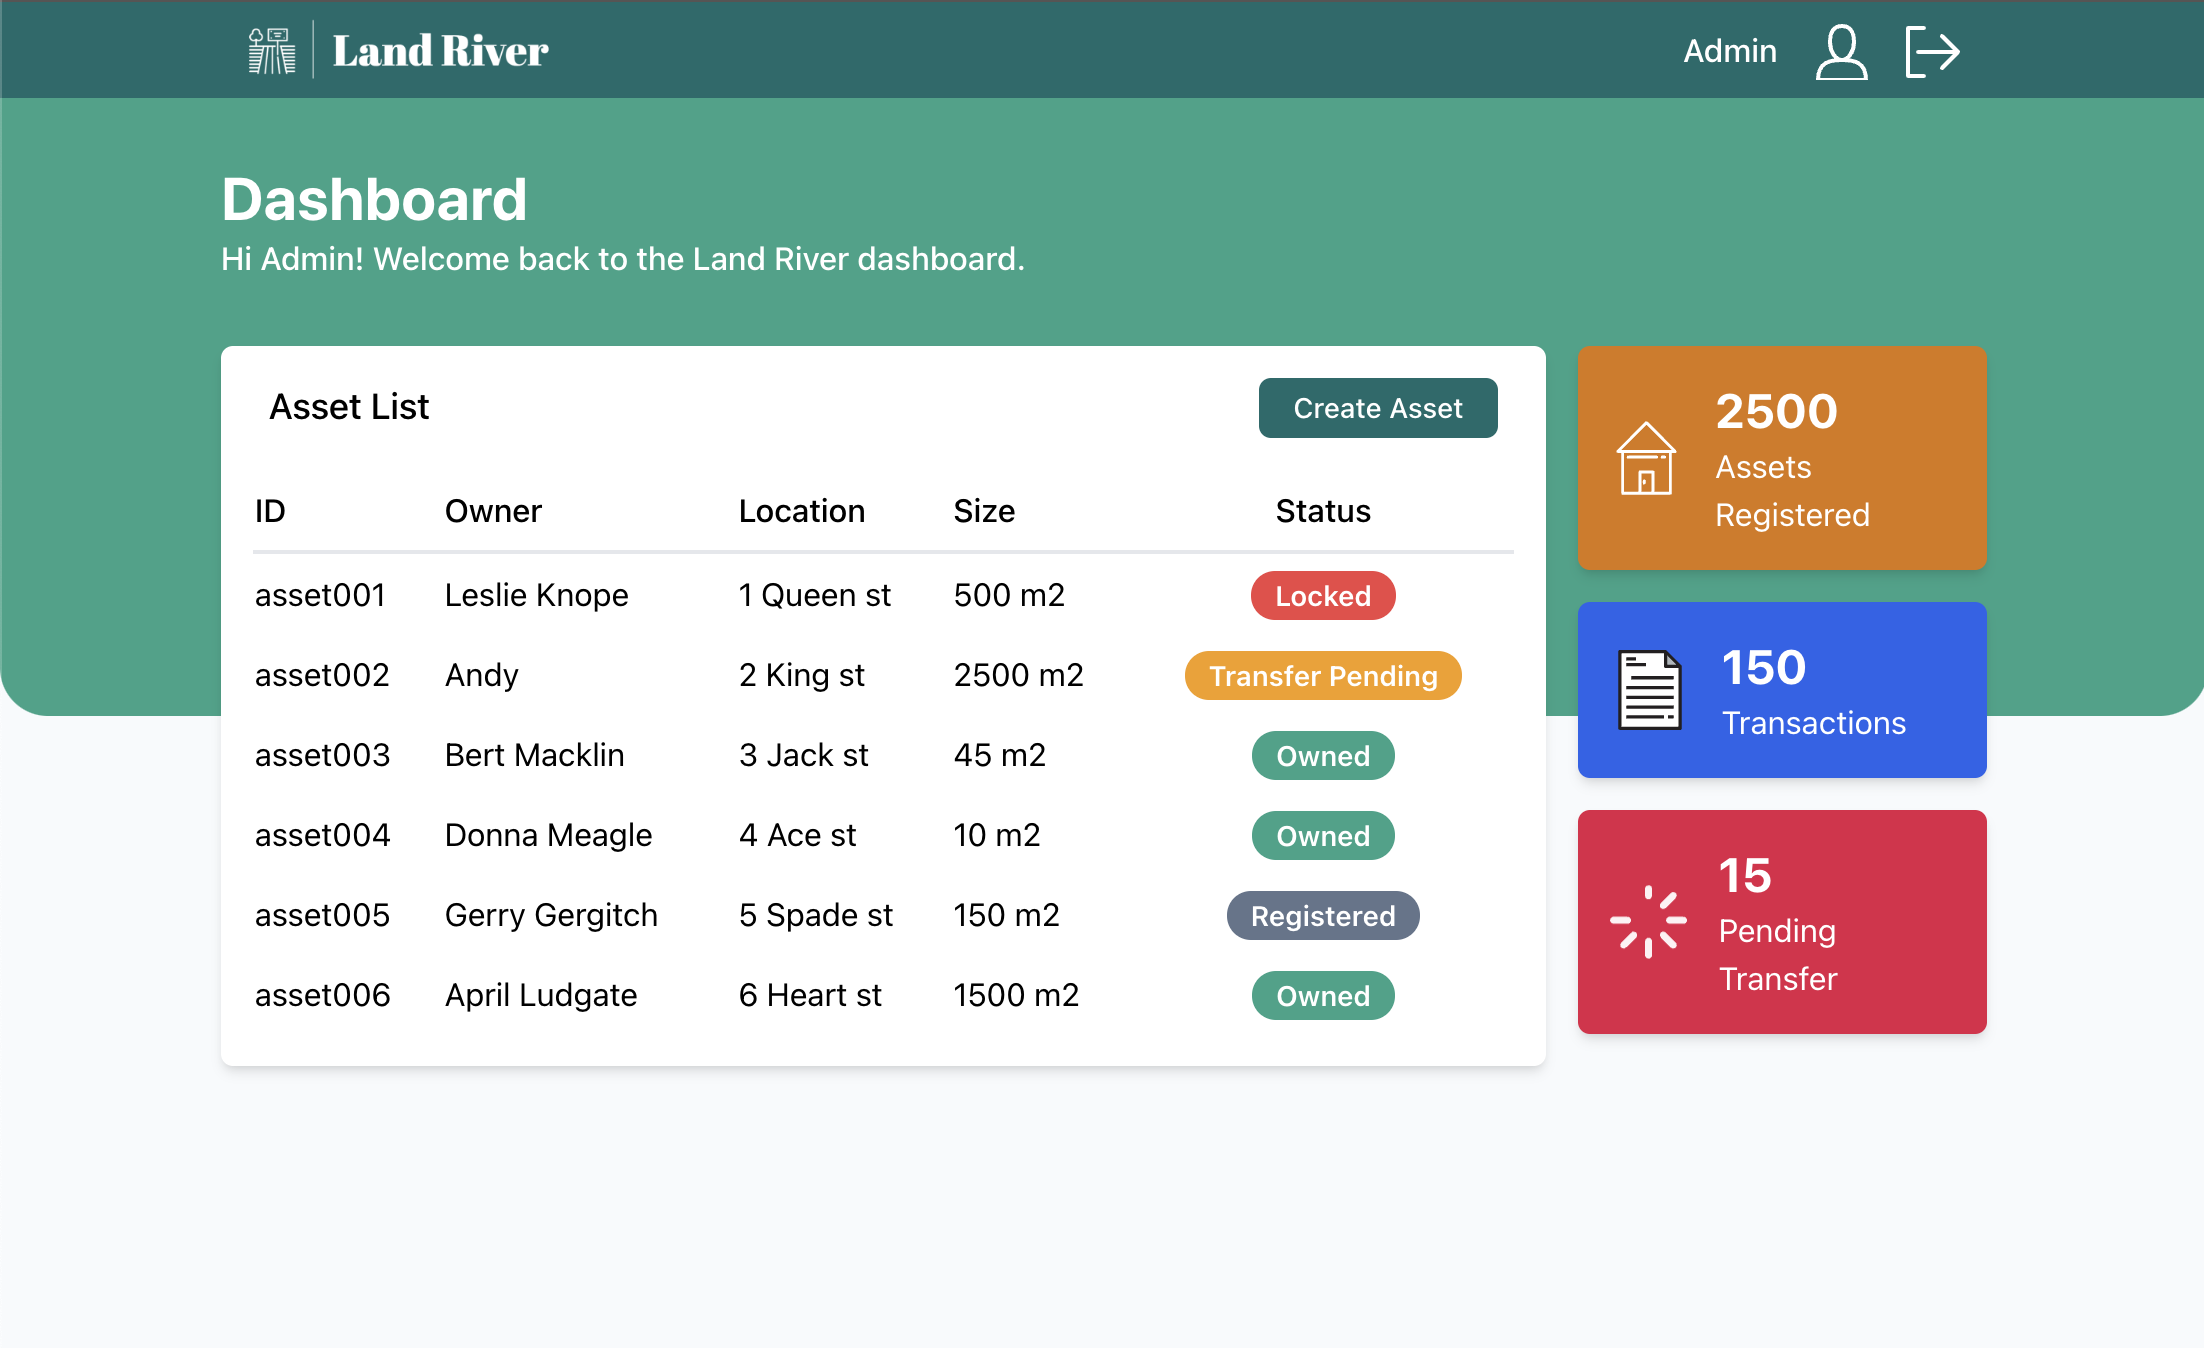 Land River
Admin
Dashboard
Hi Admin! Welcome back to the Land River dashboard.
Asset List
Create Asset
ID Owner Location Size Status
asset001 Leslie Knope 1 Queen st 500 m2 Locked
asset002 Andy 2 King st 2500 m2 Transfer Pending
asset003 Bert Macklin 3 Jack st 45 m2 Owned
asset004 Donna Meagle 4 Ace st 10 m2 Owned
asset005 Gerry Gergitch 5 Spade st 150 m2 Registered
asset006 April Ludgate 6 Heart st 1500 m2 Owned
2500
Assets
Registered
150
Transactions
15
Pending
Transfer